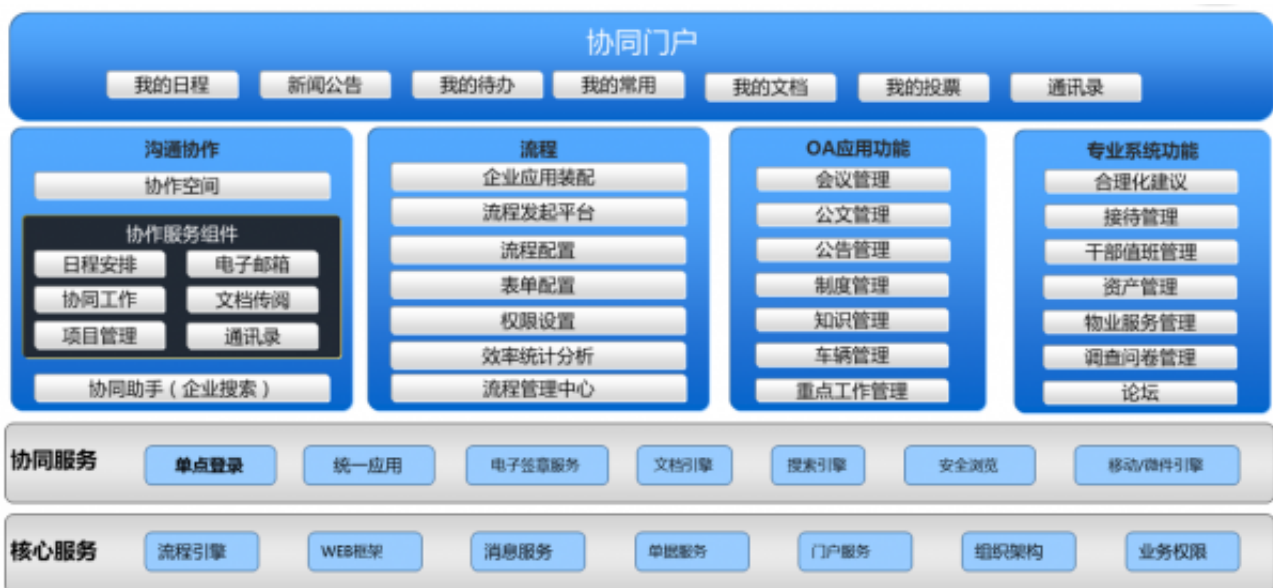 协同门户
我的日程 新闻公告 我的待办 我的常用 我的文档 我的投票 通讯录
沟通协作
协作空间
协作服务组件
日程安排 电子邮箱
协同工作 文档传阅
项目管理 通讯录
协同助手（企业搜索）
流程
企业应用装配
流程发起平台
流程配置
表单配置
权限设置
效率统计分析
流程管理中心
OA应用功能
会议管理
公文管理
公告管理
制度管理
知识管理
车辆管理
重点工作管理
专业系统功能
合理化建议
接待管理
干部值班管理
资产管理
物业服务管理
调查问卷管理
论坛
协同服务 单点登录 统一应用 电子签章服务 文档引擎 搜索引擎 安全浏览 移动/微件引擎
核心服务 流程引擎 WEB框架 消息服务 单据服务 门户服务 组织架构 业务权限